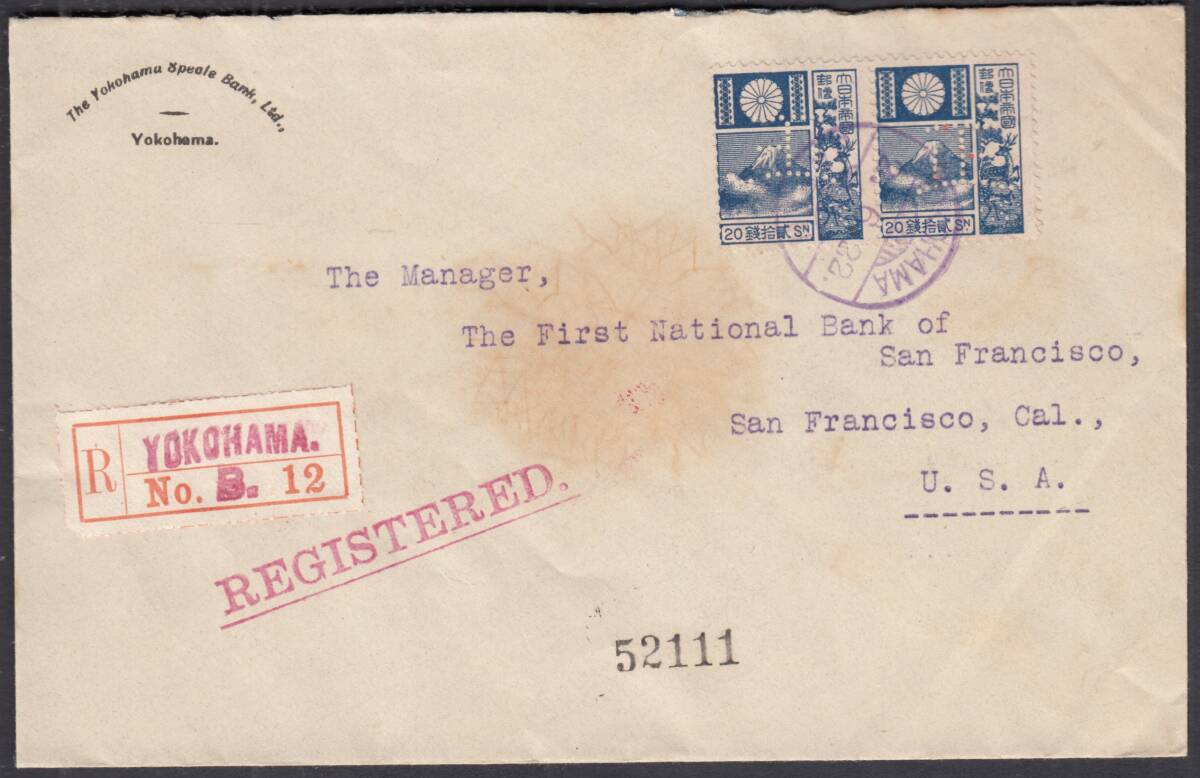 The Yokohama Specie Bank, Ltd.,
Yokohama.
大日本帝國
郵便
20 錢拾貳 SN
大日本帝國
郵便
20 錢拾貳 SN
HAMA
22.
The Manager,
The First National Bank of
San Francisco,
San Francisco, Cal.,
U. S. A.
R
YOKOHAMA.
No. B. 12
REGISTERED.
52111